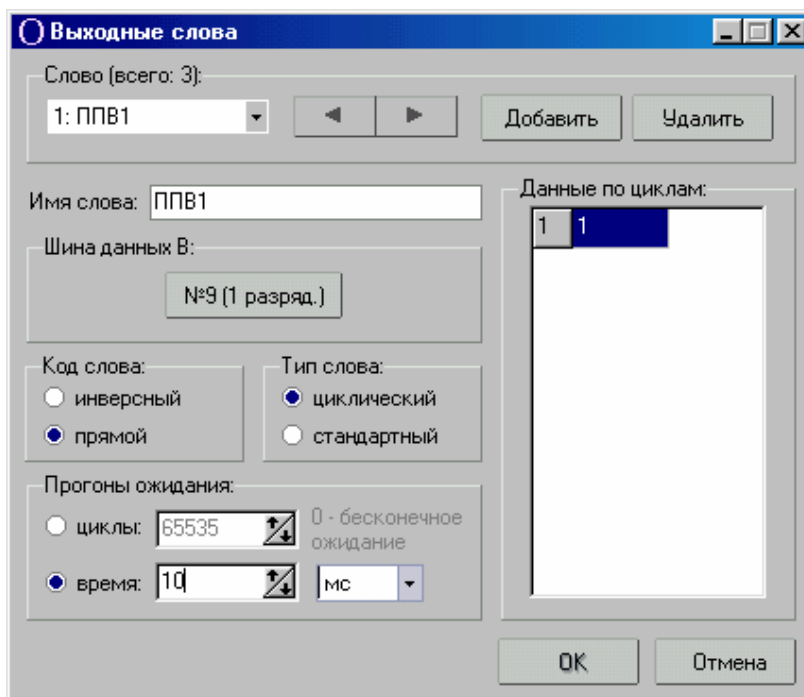 Выходные слова
Слово (всего: 3):
1: ППВ1
Добавить
Удалить
Имя слова: ППВ1
Шина данных В:
№9 (1 разряд.)
Код слова:
инверсный
прямой
Тип слова:
циклический
стандартный
Прогоны ожидания:
циклы: 65535
0 - бесконечное
ожидание
время: 10 мс
Данные по циклам:
1 1
OK
Отмена